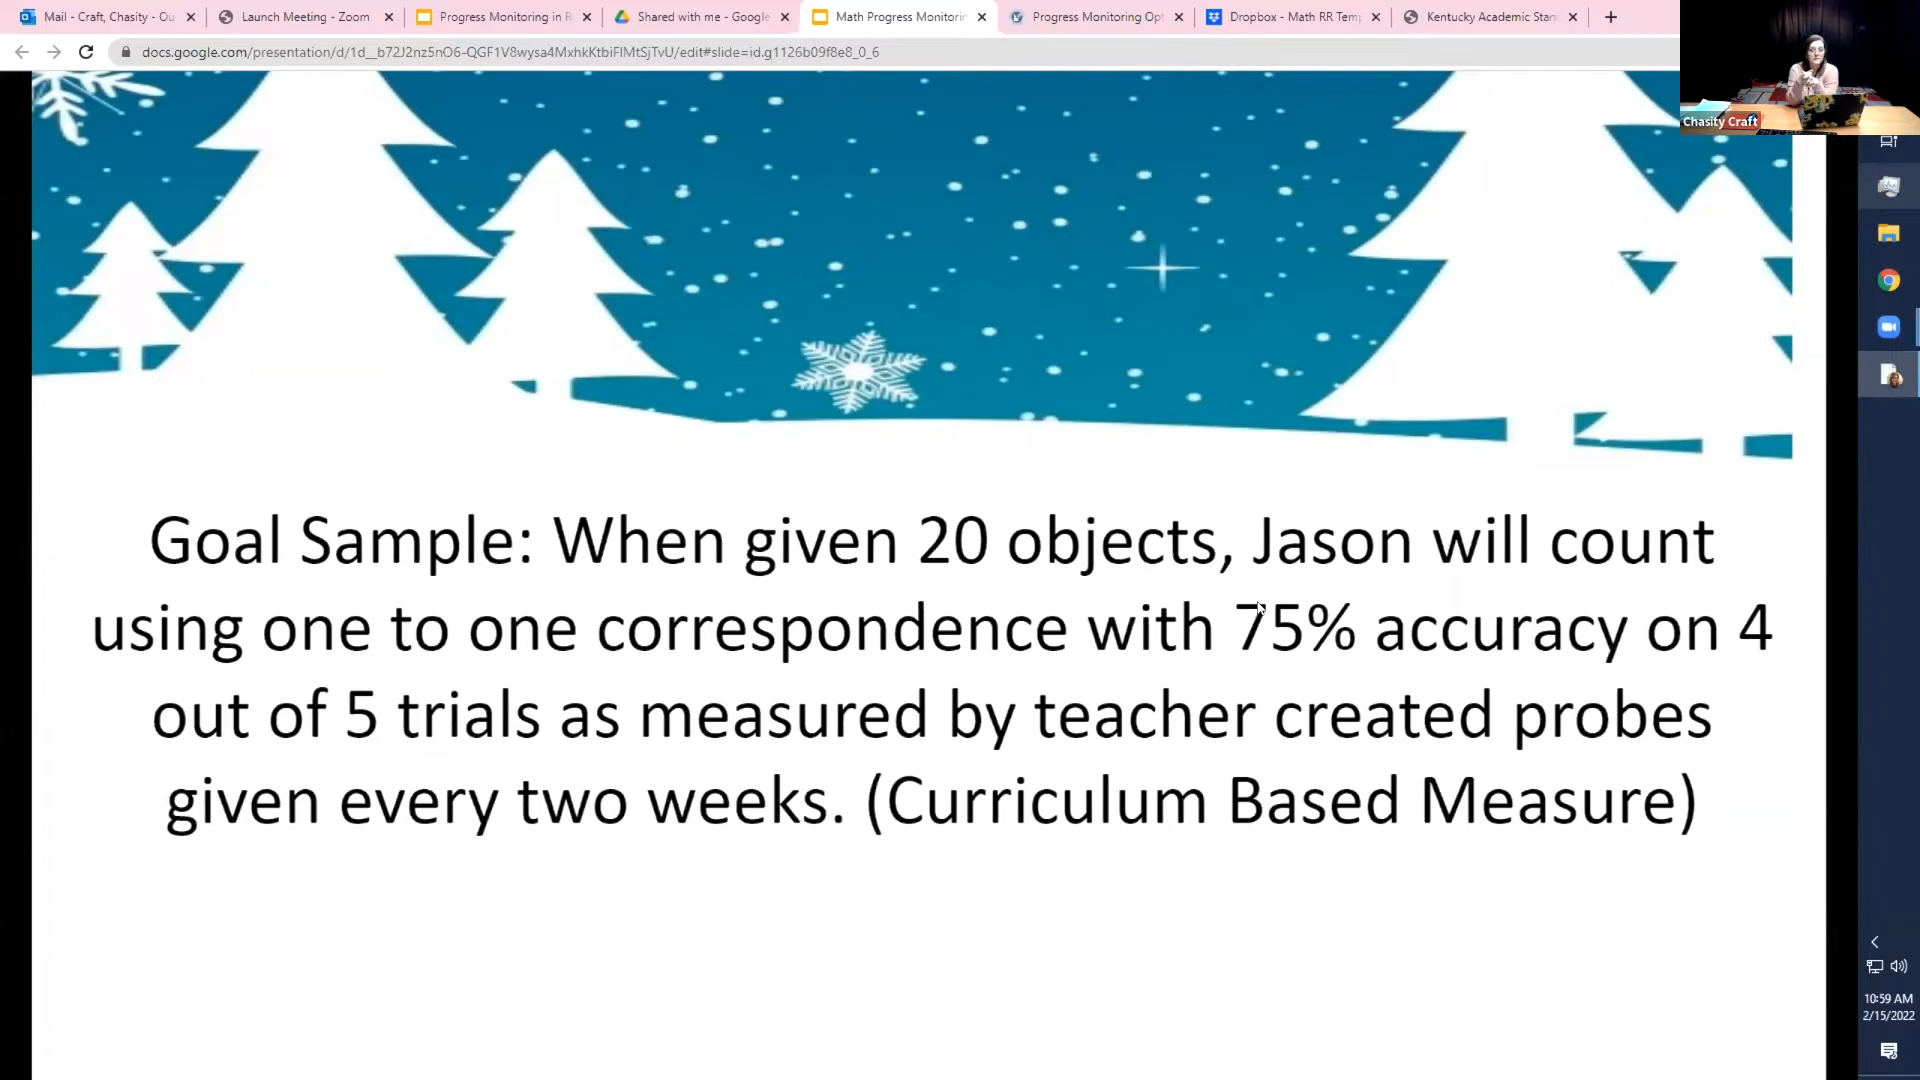 Mail - Craft, Chasity - Ou
Launch Meeting - Zoom
Progress Monitoring in R
Shared with me - Google
Math Progress Monitorin
Progress Monitoring Opt
Dropbox - Math RR Temp
Kentucky Academic Stan
docs.google.com/presentation/d/1d__b72J2nz5nO6-QGF1V8wysa4MxhkKtbiFIMtSjTvU/edit#slide=id.g1126b09f8e8_0_6
Chasity Craft
Goal Sample: When given 20 objects, Jason will count
using one to one correspondence with 75% accuracy on 4
out of 5 trials as measured by teacher created probes
given every two weeks. (Curriculum Based Measure)
10:59 AM
2/15/2022